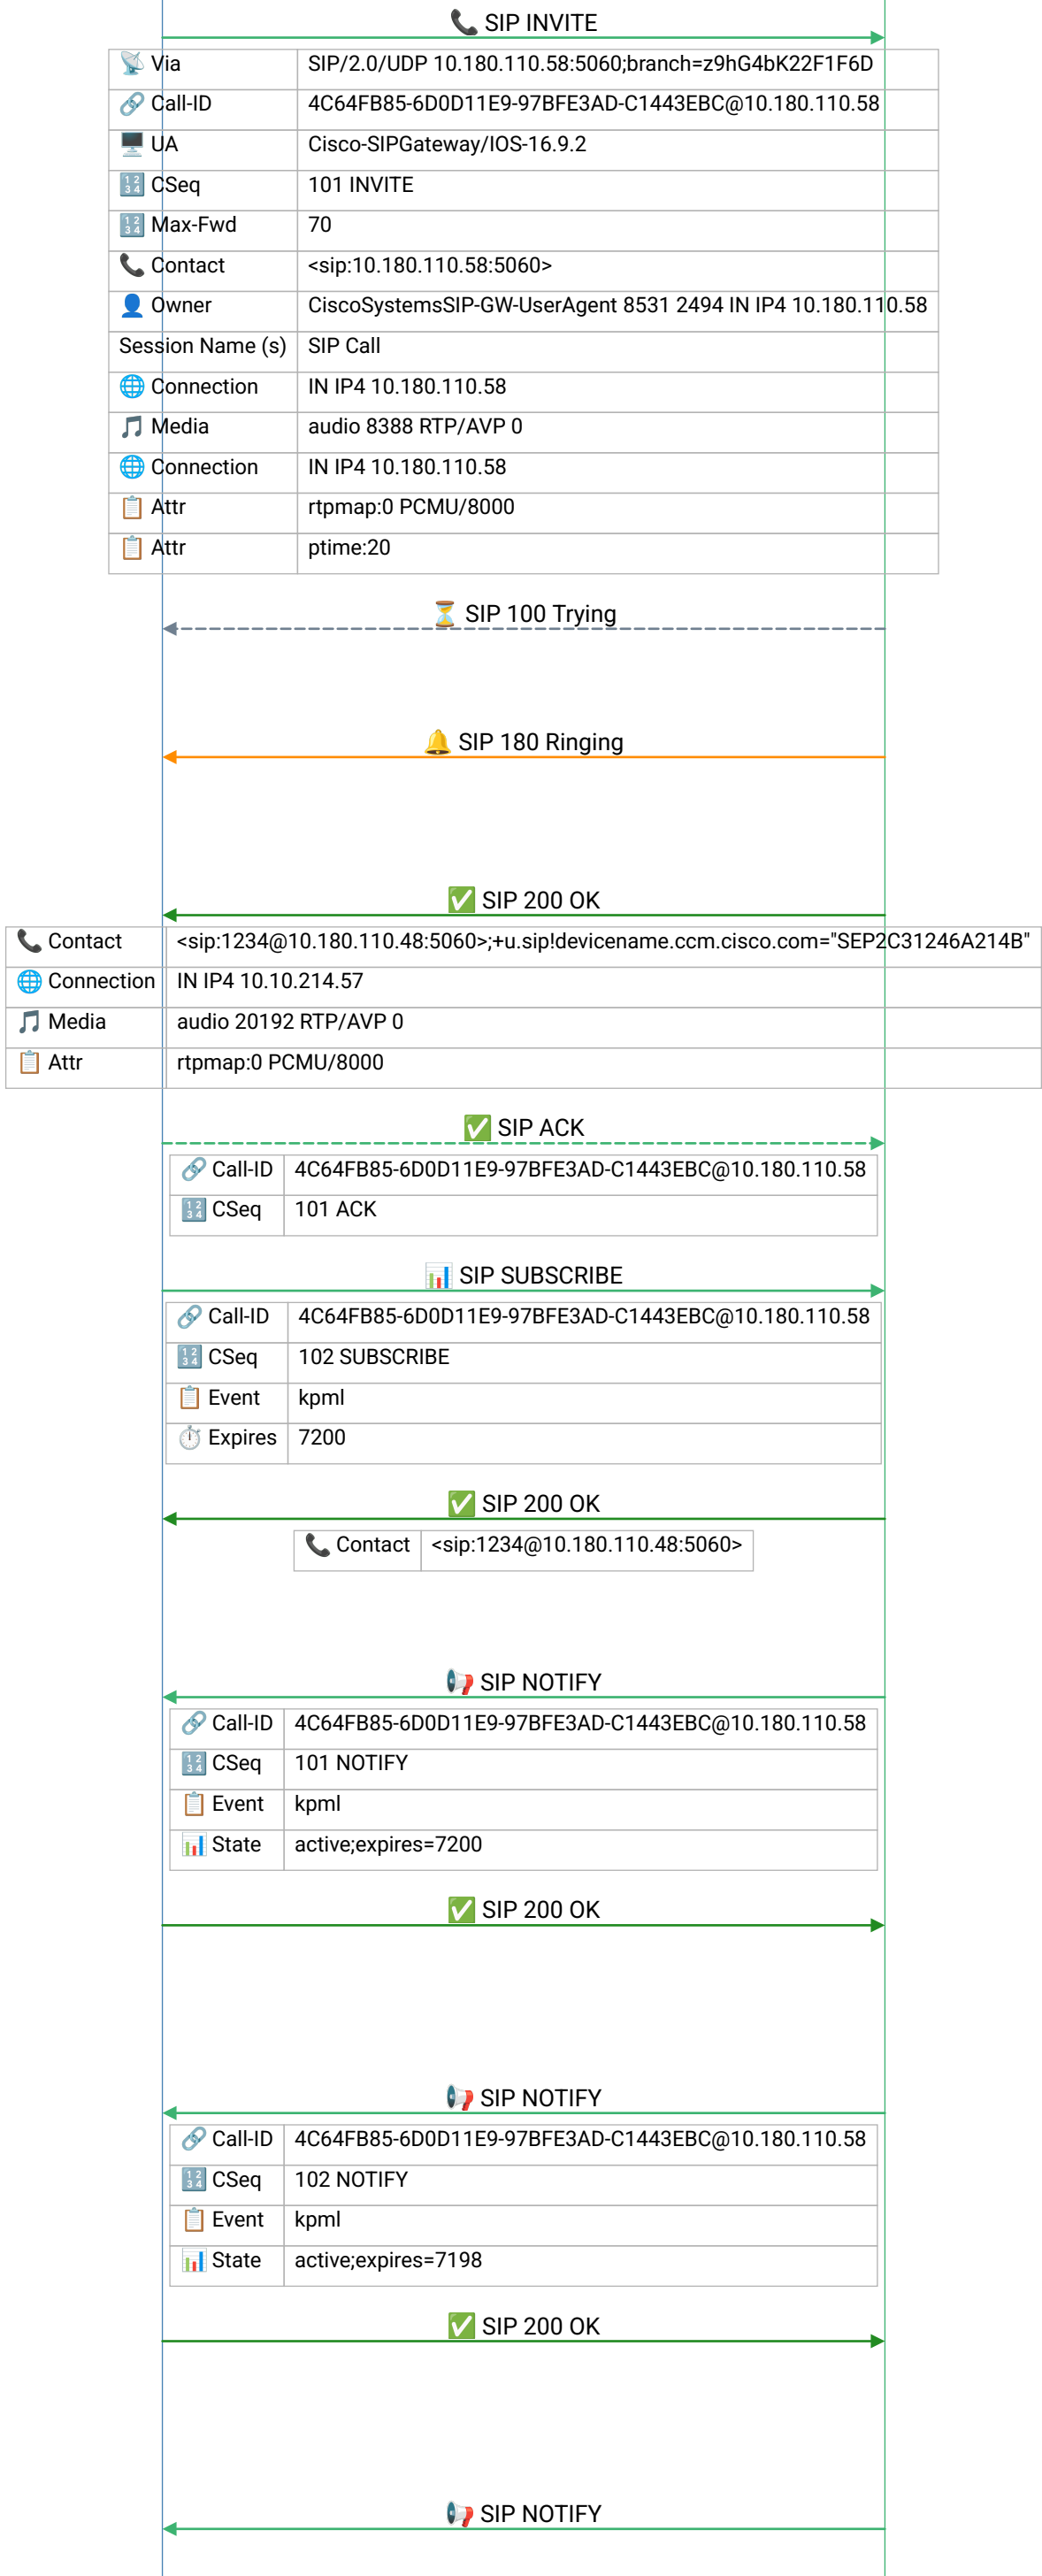 📞 SIP INVITE
📡 Via SIP/2.0/UDP 10.180.110.58:5060;branch=z9hG4bK22F1F6D
🔗 Call-ID 4C64FB85-6D0D11E9-97BFE3AD-C1443EBC@10.180.110.58
🖥️ UA Cisco-SIPGateway/IOS-16.9.2
🔢 CSeq 101 INVITE
🔢 Max-Fwd 70
📞 Contact <sip:10.180.110.58:5060>
👤 Owner CiscoSystemsSIP-GW-UserAgent 8531 2494 IN IP4 10.180.110.58
Session Name (s) SIP Call
🌐 Connection IN IP4 10.180.110.58
🎵 Media audio 8388 RTP/AVP 0
🌐 Connection IN IP4 10.180.110.58
📋 Attr rtpmap:0 PCMU/8000
📋 Attr ptime:20
⏳ SIP 100 Trying
🔔 SIP 180 Ringing
✅ SIP 200 OK
📞 Contact <sip:1234@10.180.110.48:5060>;+u.sip!devicename.ccm.cisco.com="SEP2C31246A214B"
🌐 Connection IN IP4 10.10.214.57
🎵 Media audio 20192 RTP/AVP 0
📋 Attr rtpmap:0 PCMU/8000
✅ SIP ACK
🔗 Call-ID 4C64FB85-6D0D11E9-97BFE3AD-C1443EBC@10.180.110.58
🔢 CSeq 101 ACK
📊 SIP SUBSCRIBE
🔗 Call-ID 4C64FB85-6D0D11E9-97BFE3AD-C1443EBC@10.180.110.58
🔢 CSeq 102 SUBSCRIBE
📋 Event kpml
⏱️ Expires 7200
✅ SIP 200 OK
📞 Contact <sip:1234@10.180.110.48:5060>
📢 SIP NOTIFY
🔗 Call-ID 4C64FB85-6D0D11E9-97BFE3AD-C1443EBC@10.180.110.58
🔢 CSeq 101 NOTIFY
📋 Event kpml
📊 State active;expires=7200
✅ SIP 200 OK
📢 SIP NOTIFY
🔗 Call-ID 4C64FB85-6D0D11E9-97BFE3AD-C1443EBC@10.180.110.58
🔢 CSeq 102 NOTIFY
📋 Event kpml
📊 State active;expires=7198
✅ SIP 200 OK
📢 SIP NOTIFY